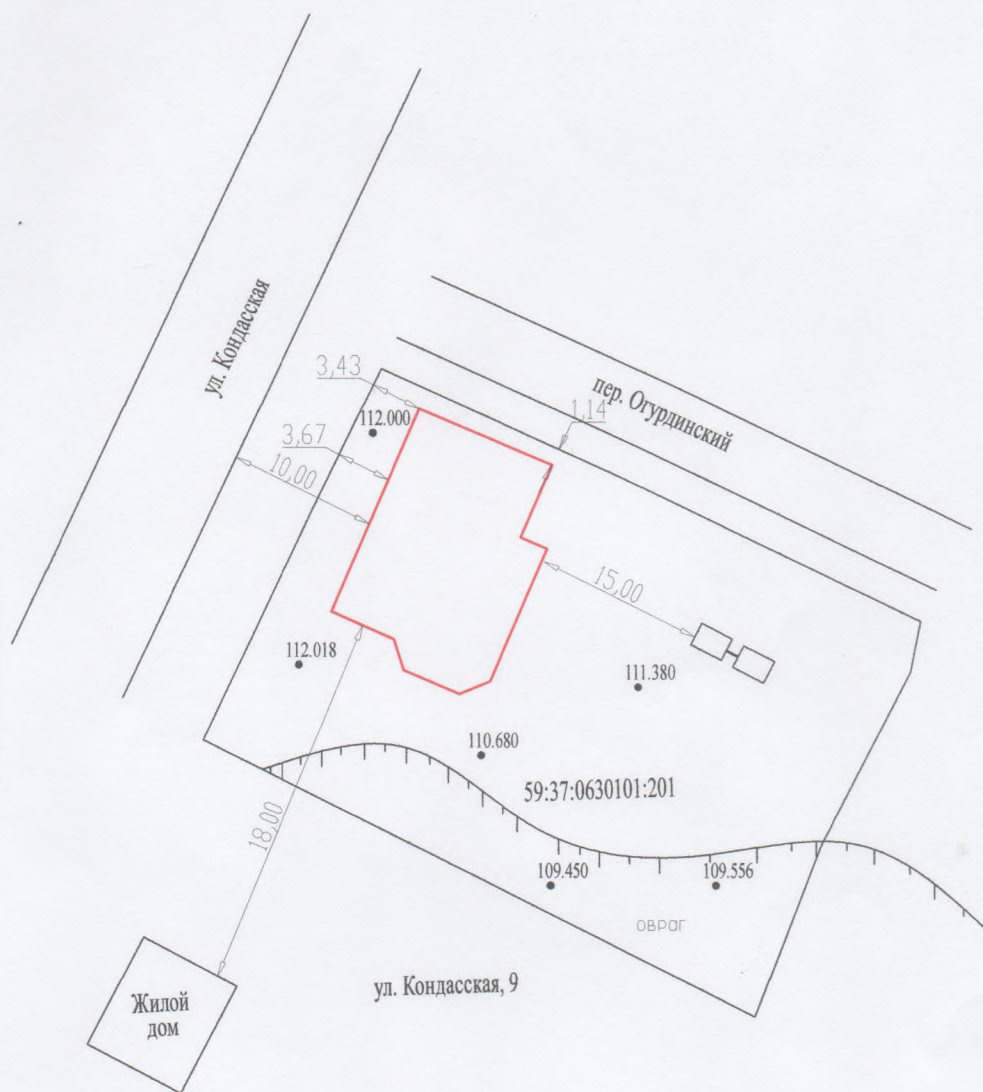 ул. Кондасская
пер. Огурдинский
3,43
1,14
112.000
3,67
10,00
15,00
112.018
111.380
110.680
59:37:0630101:201
18,00
109.450
109.556
овраг
ул. Кондасская, 9
Жилой
дом